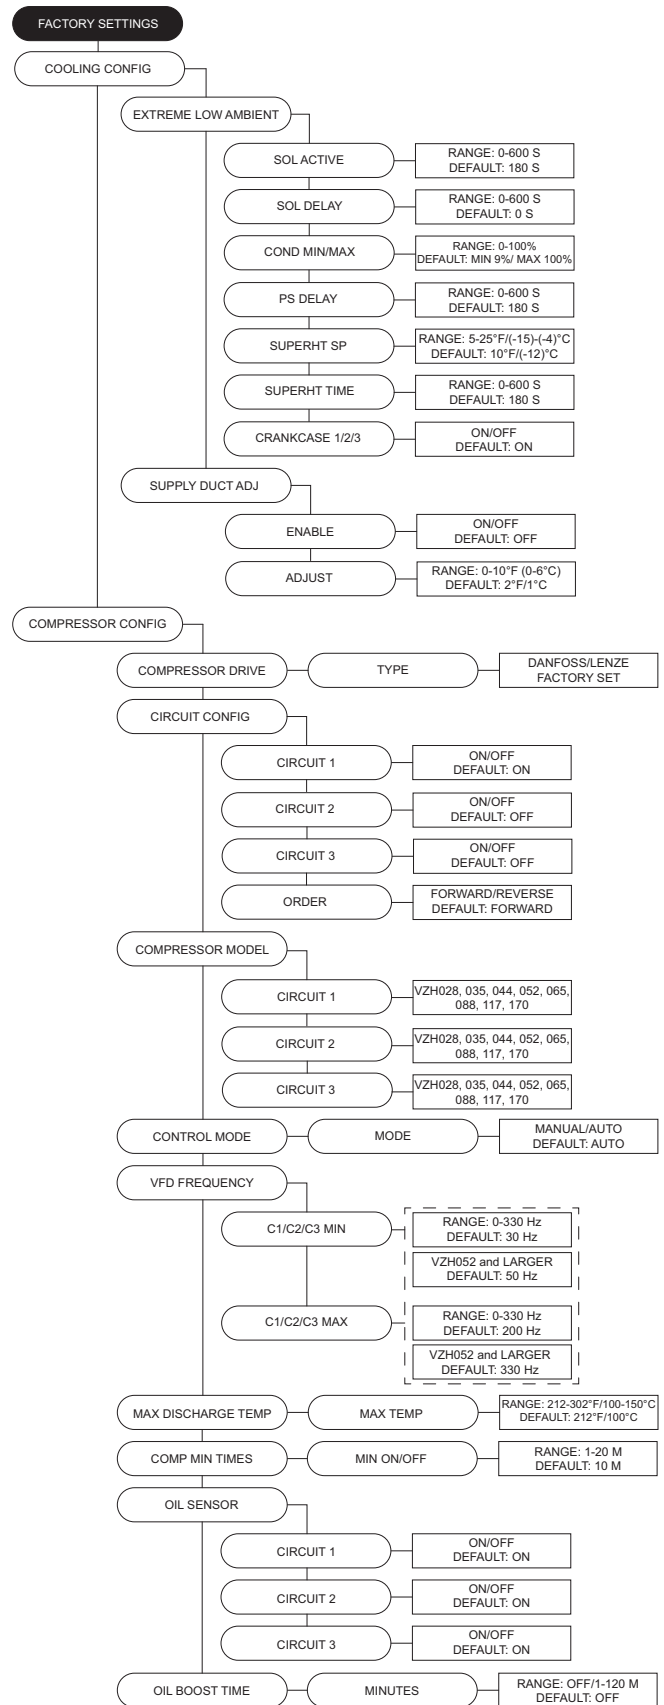 FACTORY SETTINGS
COOLING CONFIG
EXTREME LOW AMBIENT
SOL ACTIVE
RANGE: 0-600 S
DEFAULT: 180 S
SOL DELAY
RANGE: 0-600 S
DEFAULT: 0 S
COND MIN/MAX
RANGE: 0-100%
DEFAULT: MIN 9%/ MAX 100%
PS DELAY
RANGE: 0-600 S
DEFAULT: 180 S
SUPERHT SP
RANGE: 5-25°F/(-15)-(-4)°C
DEFAULT: 10°F/(-12)°C
SUPERHT TIME
RANGE: 0-600 S
DEFAULT: 180 S
CRANKCASE 1/2/3
ON/OFF
DEFAULT: ON
SUPPLY DUCT ADJ
ENABLE
ON/OFF
DEFAULT: OFF
ADJUST
RANGE: 0-10°F (0-6°C)
DEFAULT: 2°F/1°C
COMPRESSOR CONFIG
COMPRESSOR DRIVE
TYPE
DANFOSS/LENZE
FACTORY SET
CIRCUIT CONFIG
CIRCUIT 1
ON/OFF
DEFAULT: ON
CIRCUIT 2
ON/OFF
DEFAULT: OFF
CIRCUIT 3
ON/OFF
DEFAULT: OFF
ORDER
FORWARD/REVERSE
DEFAULT: FORWARD
COMPRESSOR MODEL
CIRCUIT 1
VZH028, 035, 044, 052, 065,
088, 117, 170
CIRCUIT 2
VZH028, 035, 044, 052, 065,
088, 117, 170
CIRCUIT 3
VZH028, 035, 044, 052, 065,
088, 117, 170
CONTROL MODE
MODE
MANUAL/AUTO
DEFAULT: AUTO
VFD FREQUENCY
C1/C2/C3 MIN
RANGE: 0-330 Hz
DEFAULT: 30 Hz
VZH052 and LARGER
DEFAULT: 50 Hz
C1/C2/C3 MAX
RANGE: 0-330 Hz
DEFAULT: 200 Hz
VZH052 and LARGER
DEFAULT: 330 Hz
MAX DISCHARGE TEMP
MAX TEMP
RANGE: 212-302°F/100-150°C
DEFAULT: 212°F/100°C
COMP MIN TIMES
MIN ON/OFF
RANGE: 1-20 M
DEFAULT: 10 M
OIL SENSOR
CIRCUIT 1
ON/OFF
DEFAULT: ON
CIRCUIT 2
ON/OFF
DEFAULT: ON
CIRCUIT 3
ON/OFF
DEFAULT: ON
OIL BOOST TIME
MINUTES
RANGE: OFF/1-120 M
DEFAULT: OFF